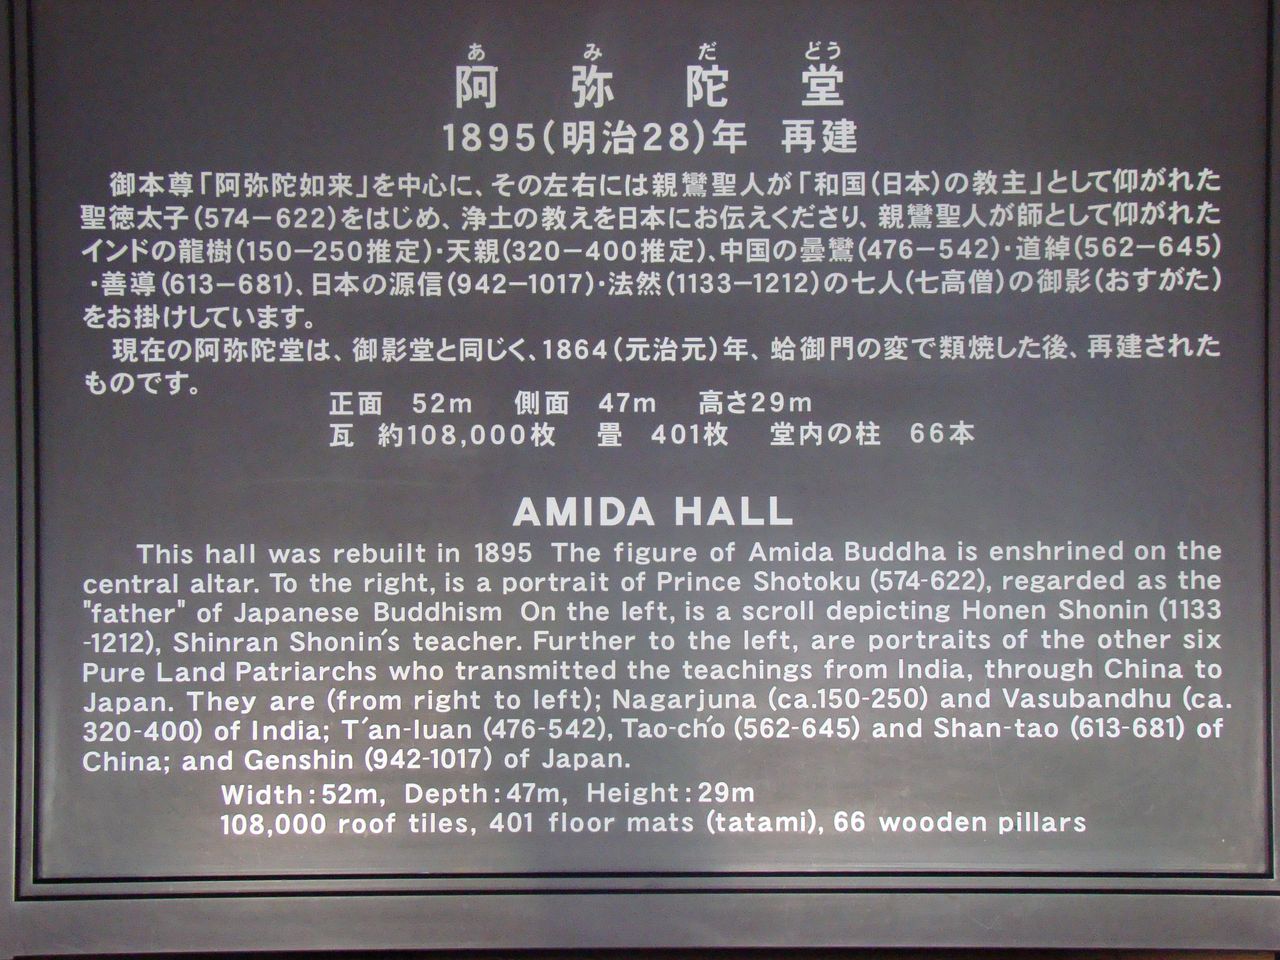 あ み だ どう
阿 弥 陀 堂
1895(明治28)年 再建
御本尊「阿弥陀如来」を中心に、その左右には親鸞聖人が「和国(日本)の教主」として仰がれた
聖徳太子(574－622)をはじめ、浄土の教えを日本にお伝えくださり、親鸞聖人が師として仰がれた
インドの龍樹(150－250推定)・天親(320－400推定)、中国の曇鸞(476－542)・道綽(562－645)
・善導(613－681)、日本の源信(942－1017)・法然(1133－1212)の七人(七高僧)の御影(おすがた)
をお掛けしています。
現在の阿弥陀堂は、御影堂と同じく、1864(元治元)年、蛤御門の変で類焼した後、再建された
ものです。
正面 52m 側面 47m 高さ29m
瓦 約108,000枚 畳 401枚 堂内の柱 66本
AMIDA HALL
This hall was rebuilt in 1895 The figure of Amida Buddha is enshrined on the
central altar. To the right, is a portrait of Prince Shotoku (574-622), regarded as the
"father" of Japanese Buddhism On the left, is a scroll depicting Honen Shonin (1133
-1212), Shinran Shonin's teacher. Further to the left, are portraits of the other six
Pure Land Patriarchs who transmitted the teachings from India, through China to
Japan. They are (from right to left); Nagarjuna (ca.150-250) and Vasubandhu (ca.
320-400) of India; T'an-luan (476-542), Tao-ch'o (562-645) and Shan-tao (613-681) of
China; and Genshin (942-1017) of Japan.
Width:52m, Depth:47m, Height:29m
108,000 roof tiles, 401 floor mats (tatami), 66 wooden pillars